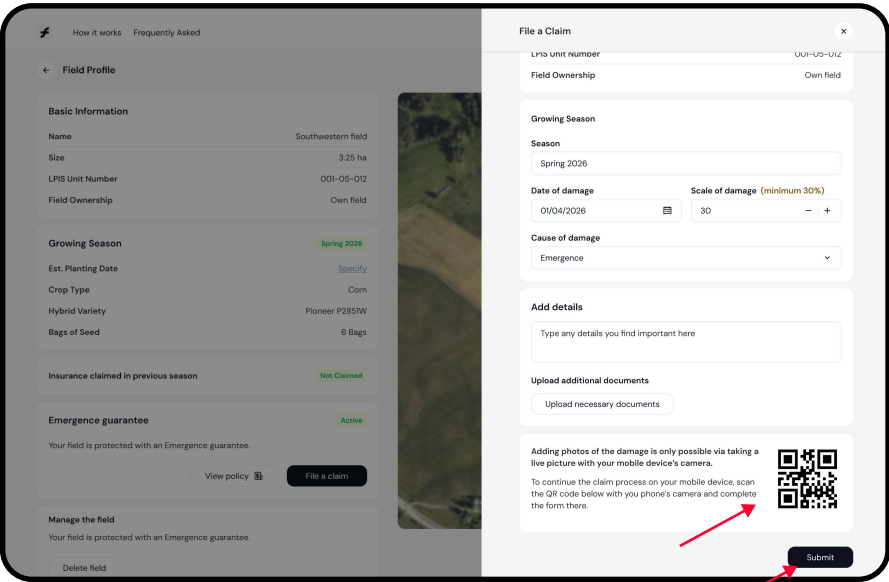 How it works Frequently Asked
Field Profile
Basic Information
Name Southwestern field
Size 3.25 ha
LPIS Unit Number 001-05-012
Field Ownership Own field
Growing Season Spring 2026
Est. Planting Date Specify
Crop Type Corn
Hybrid Variety Pioneer P2851W
Bags of Seed 6 Bags
Insurance claimed in previous season Not Claimed
Emergence guarantee Active
Your field is protected with an Emergence guarantee.
View policy File a claim
Manage the field
Your field is protected with an Emergence guarantee.
Delete field
File a Claim
LPIS Unit Number 001-05-012
Field Ownership Own field
Growing Season
Season
Spring 2026
Date of damage Scale of damage (minimum 30%)
01/04/2026 30 − +
Cause of damage
Emergence
Add details
Type any details you find important here
Upload additional documents
Upload necessary documents
Adding photos of the damage is only possible via taking a
live picture with your mobile device's camera.
To continue the claim process on your mobile device, scan
the QR code below with you phone's camera and complete
the form there.
Submit